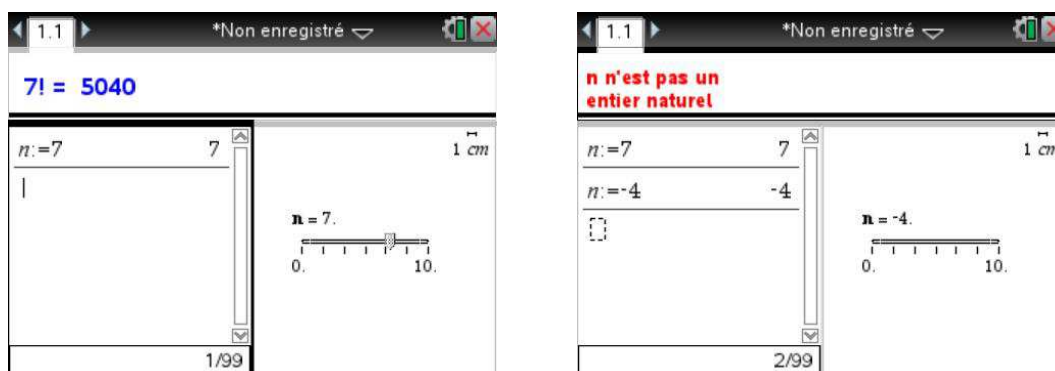 1.1
*Non enregistré
7! = 5040
n:=7 7
1 cm
n = 7.
0. 10.
1/99
1.1
*Non enregistré
n n'est pas un
entier naturel
n:=7 7
n:=-4 -4
1 cm
n = -4.
0. 10.
2/99